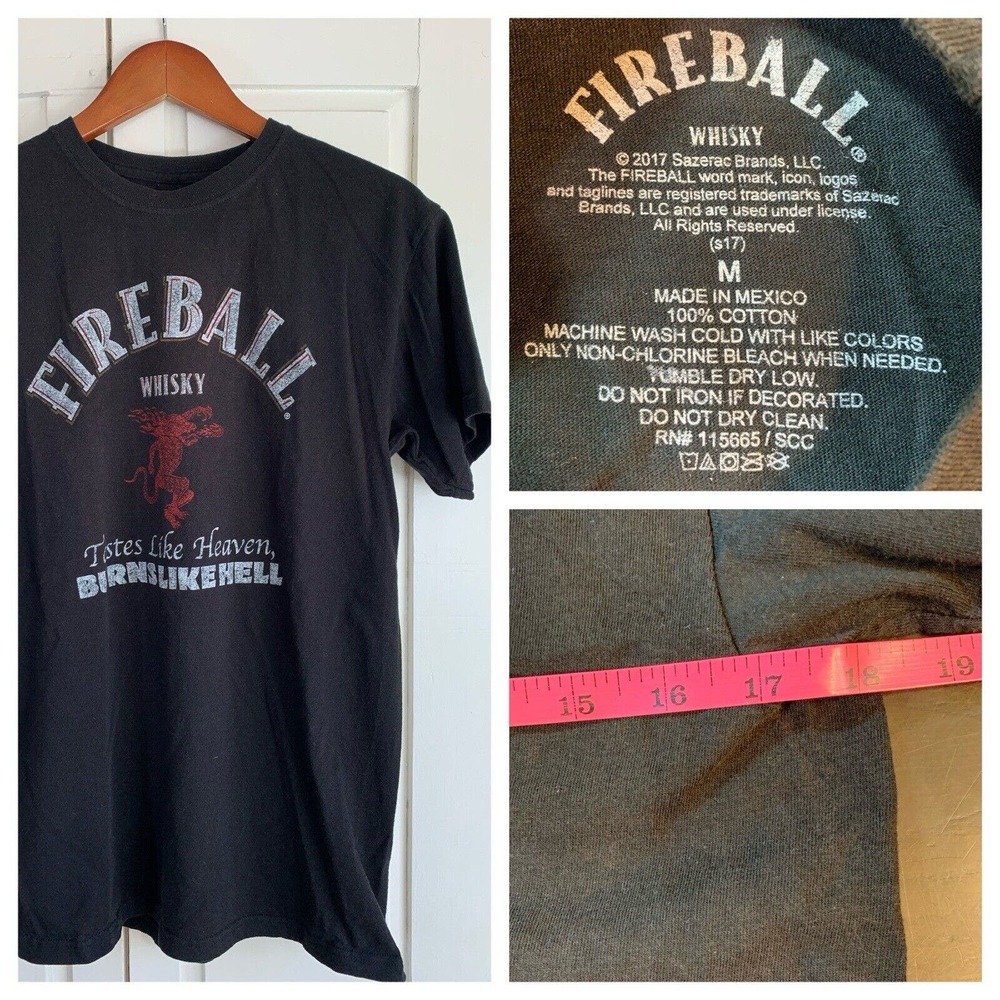 FIREBALL
®
WHISKY
Tastes Like Heaven,
BURNS LIKE HELL
FIREBALL®
WHISKY
© 2017 Sazerac Brands, LLC.
The FIREBALL word mark, icon, logos
and taglines are registered trademarks of Sazerac
Brands, LLC and are used under license.
All Rights Reserved.
(s17)
M
MADE IN MEXICO
100% COTTON
MACHINE WASH COLD WITH LIKE COLORS
ONLY NON-CHLORINE BLEACH WHEN NEEDED.
TUMBLE DRY LOW.
DO NOT IRON IF DECORATED.
DO NOT DRY CLEAN.
RN# 115665 / SCC
15 16 17 18 19